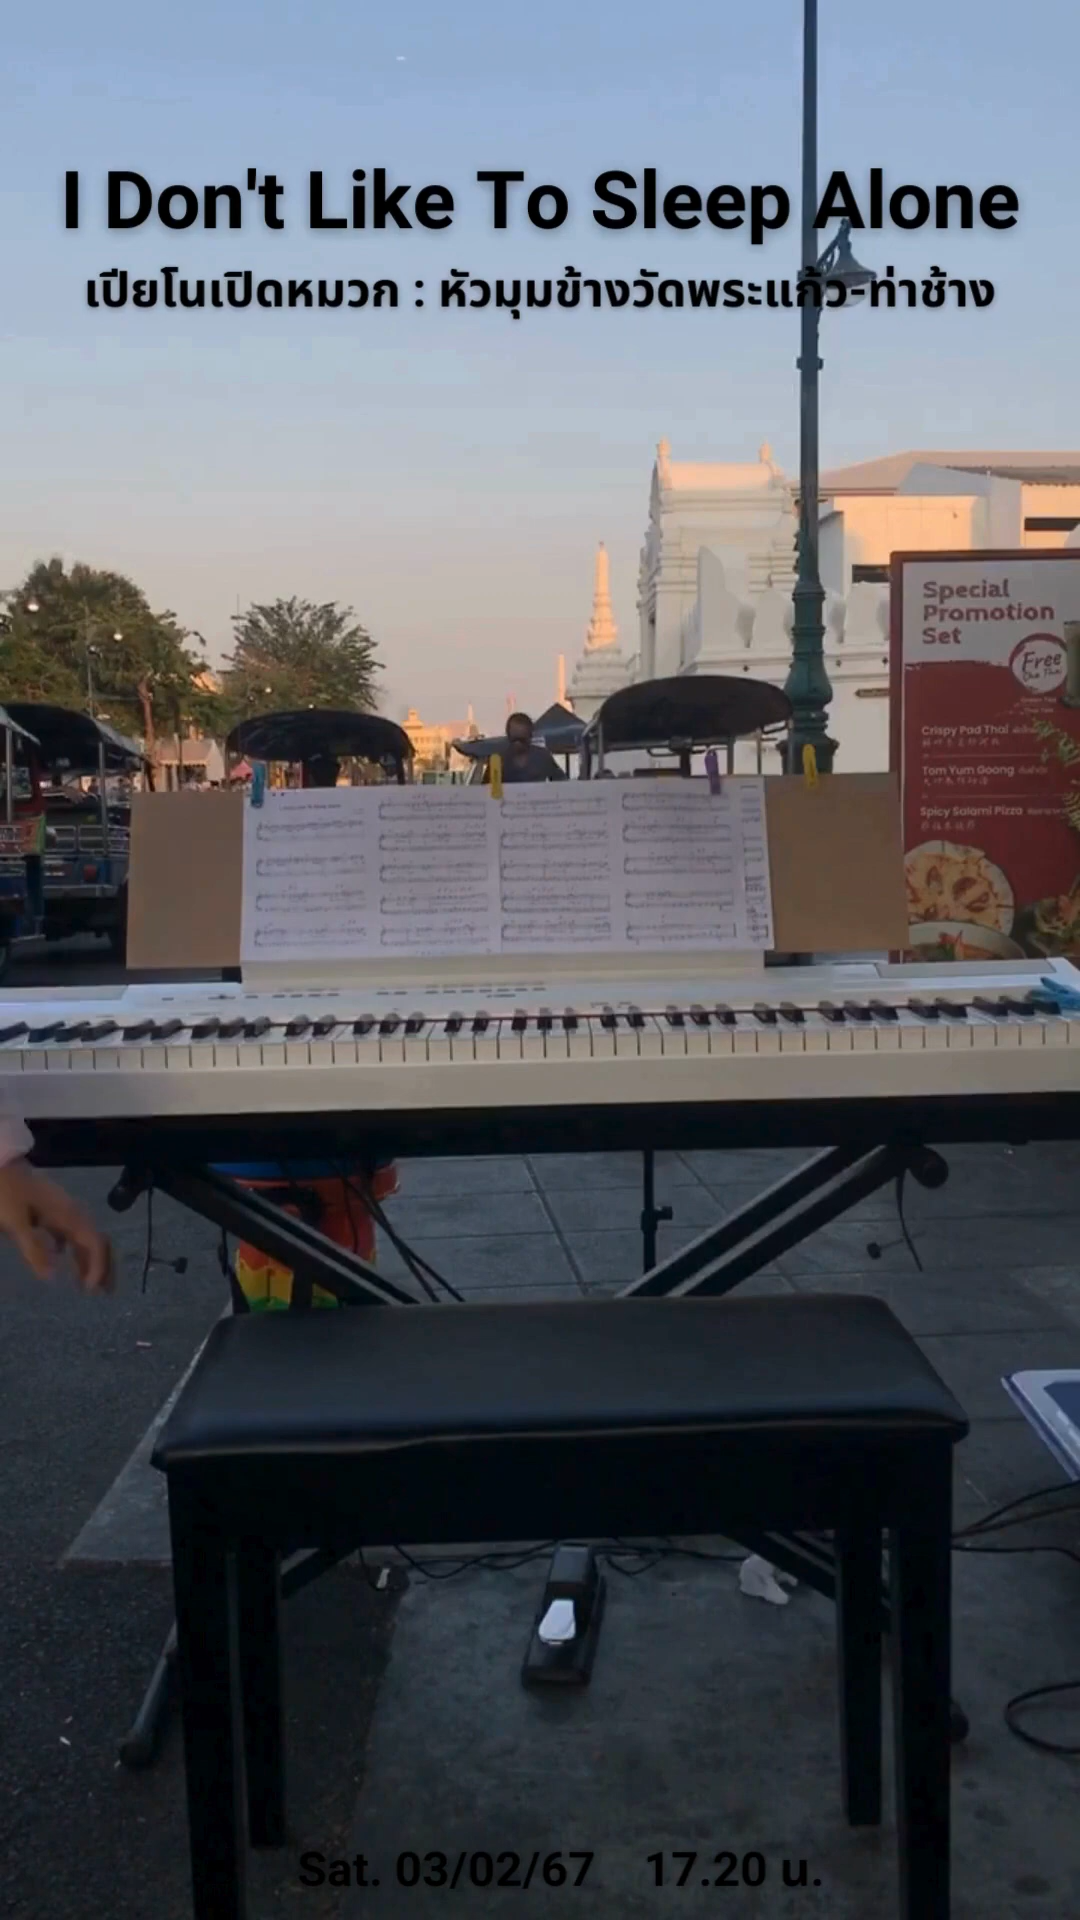 I Don't Like To Sleep Alone
เปียโนเปิดหมวก : หัวมุมข้างวัดพระแก้ว-ท่าช้าง
Special
Promotion
Set
Free
Cha Thai
Crispy Pad Thai
Tom Yum Goong
Spicy Salami Pizza
Sat. 03/02/67 17.20 น.